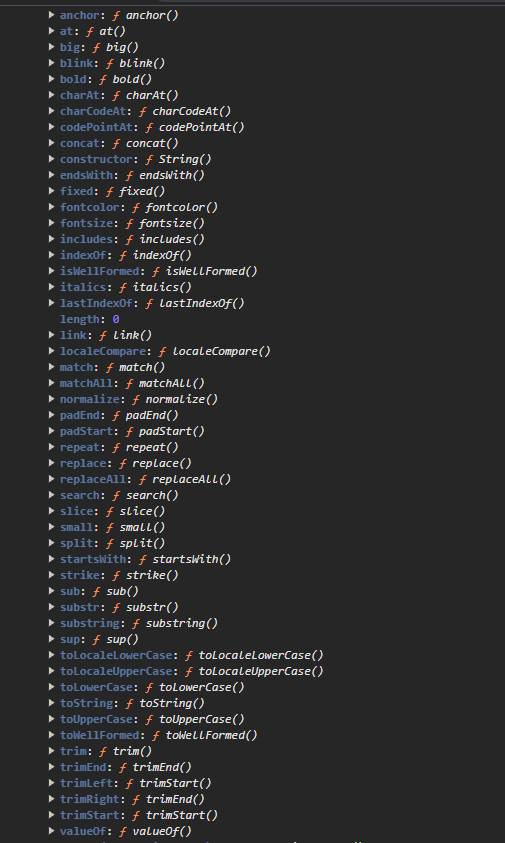 anchor: ƒ anchor()
at: ƒ at()
big: ƒ big()
blink: ƒ blink()
bold: ƒ bold()
charAt: ƒ charAt()
charCodeAt: ƒ charCodeAt()
codePointAt: ƒ codePointAt()
concat: ƒ concat()
constructor: ƒ String()
endsWith: ƒ endsWith()
fixed: ƒ fixed()
fontcolor: ƒ fontcolor()
fontsize: ƒ fontsize()
includes: ƒ includes()
indexOf: ƒ indexOf()
isWellFormed: ƒ isWellFormed()
italics: ƒ italics()
lastIndexOf: ƒ lastIndexOf()
length: 0
link: ƒ link()
localeCompare: ƒ localeCompare()
match: ƒ match()
matchAll: ƒ matchAll()
normalize: ƒ normalize()
padEnd: ƒ padEnd()
padStart: ƒ padStart()
repeat: ƒ repeat()
replace: ƒ replace()
replaceAll: ƒ replaceAll()
search: ƒ search()
slice: ƒ slice()
small: ƒ small()
split: ƒ split()
startsWith: ƒ startsWith()
strike: ƒ strike()
sub: ƒ sub()
substr: ƒ substr()
substring: ƒ substring()
sup: ƒ sup()
toLocaleLowerCase: ƒ toLocaleLowerCase()
toLocaleUpperCase: ƒ toLocaleUpperCase()
toLowerCase: ƒ toLowerCase()
toString: ƒ toString()
toUpperCase: ƒ toUpperCase()
toWellFormed: ƒ toWellFormed()
trim: ƒ trim()
trimEnd: ƒ trimEnd()
trimLeft: ƒ trimStart()
trimRight: ƒ trimEnd()
trimStart: ƒ trimStart()
valueOf: ƒ valueOf()